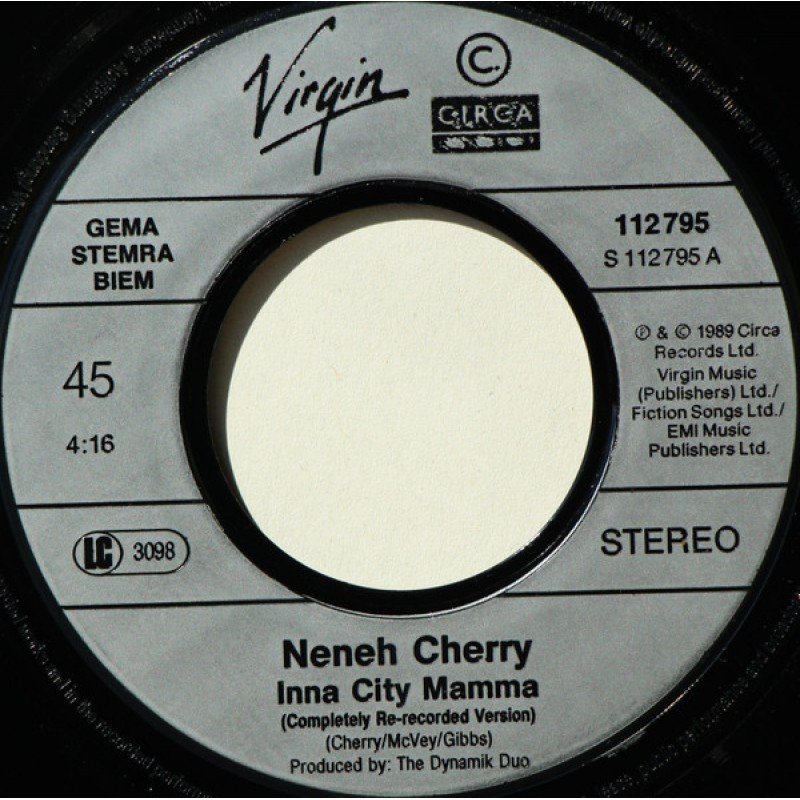 Virgin
C.
CIRCA
GEMA
STEMRA
BIEM
112795
S 112795 A
45
4:16
℗ & © 1989 Circa
Records Ltd.
Virgin Music
(Publishers) Ltd./
Fiction Songs Ltd./
EMI Music
Publishers Ltd.
LC 3098
STEREO
Neneh Cherry
Inna City Mamma
(Completely Re-recorded Version)
(Cherry/McVey/Gibbs)
Produced by: The Dynamik Duo